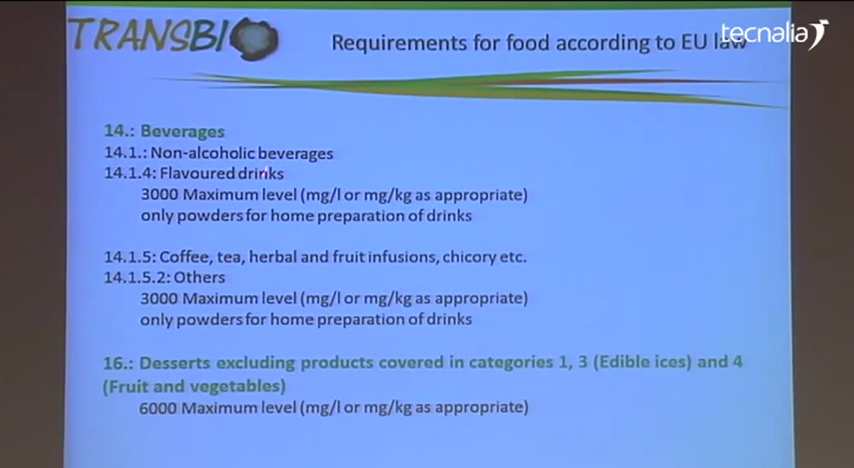 TRANSBIO
tecnalia
Requirements for food according to EU law
14.: Beverages
14.1.: Non-alcoholic beverages
14.1.4: Flavoured drinks
3000 Maximum level (mg/l or mg/kg as appropriate)
only powders for home preparation of drinks
14.1.5: Coffee, tea, herbal and fruit infusions, chicory etc.
14.1.5.2: Others
3000 Maximum level (mg/l or mg/kg as appropriate)
only powders for home preparation of drinks
16.: Desserts excluding products covered in categories 1, 3 (Edible ices) and 4
(Fruit and vegetables)
6000 Maximum level (mg/l or mg/kg as appropriate)